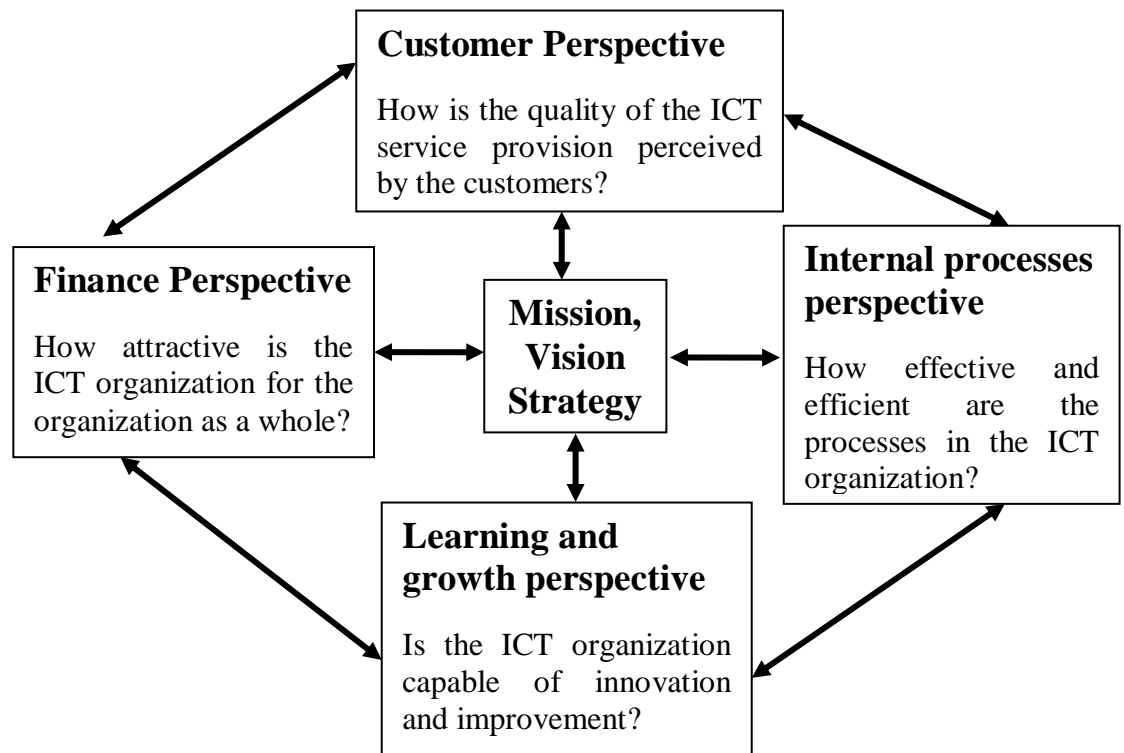 Customer Perspective
How is the quality of the ICT
service provision perceived
by the customers?
Finance Perspective
How attractive is the
ICT organization for the
organization as a whole?
Mission,
Vision
Strategy
Internal processes
perspective
How effective and
efficient are the
processes in the ICT
organization?
Learning and
growth perspective
Is the ICT organization
capable of innovation
and improvement?